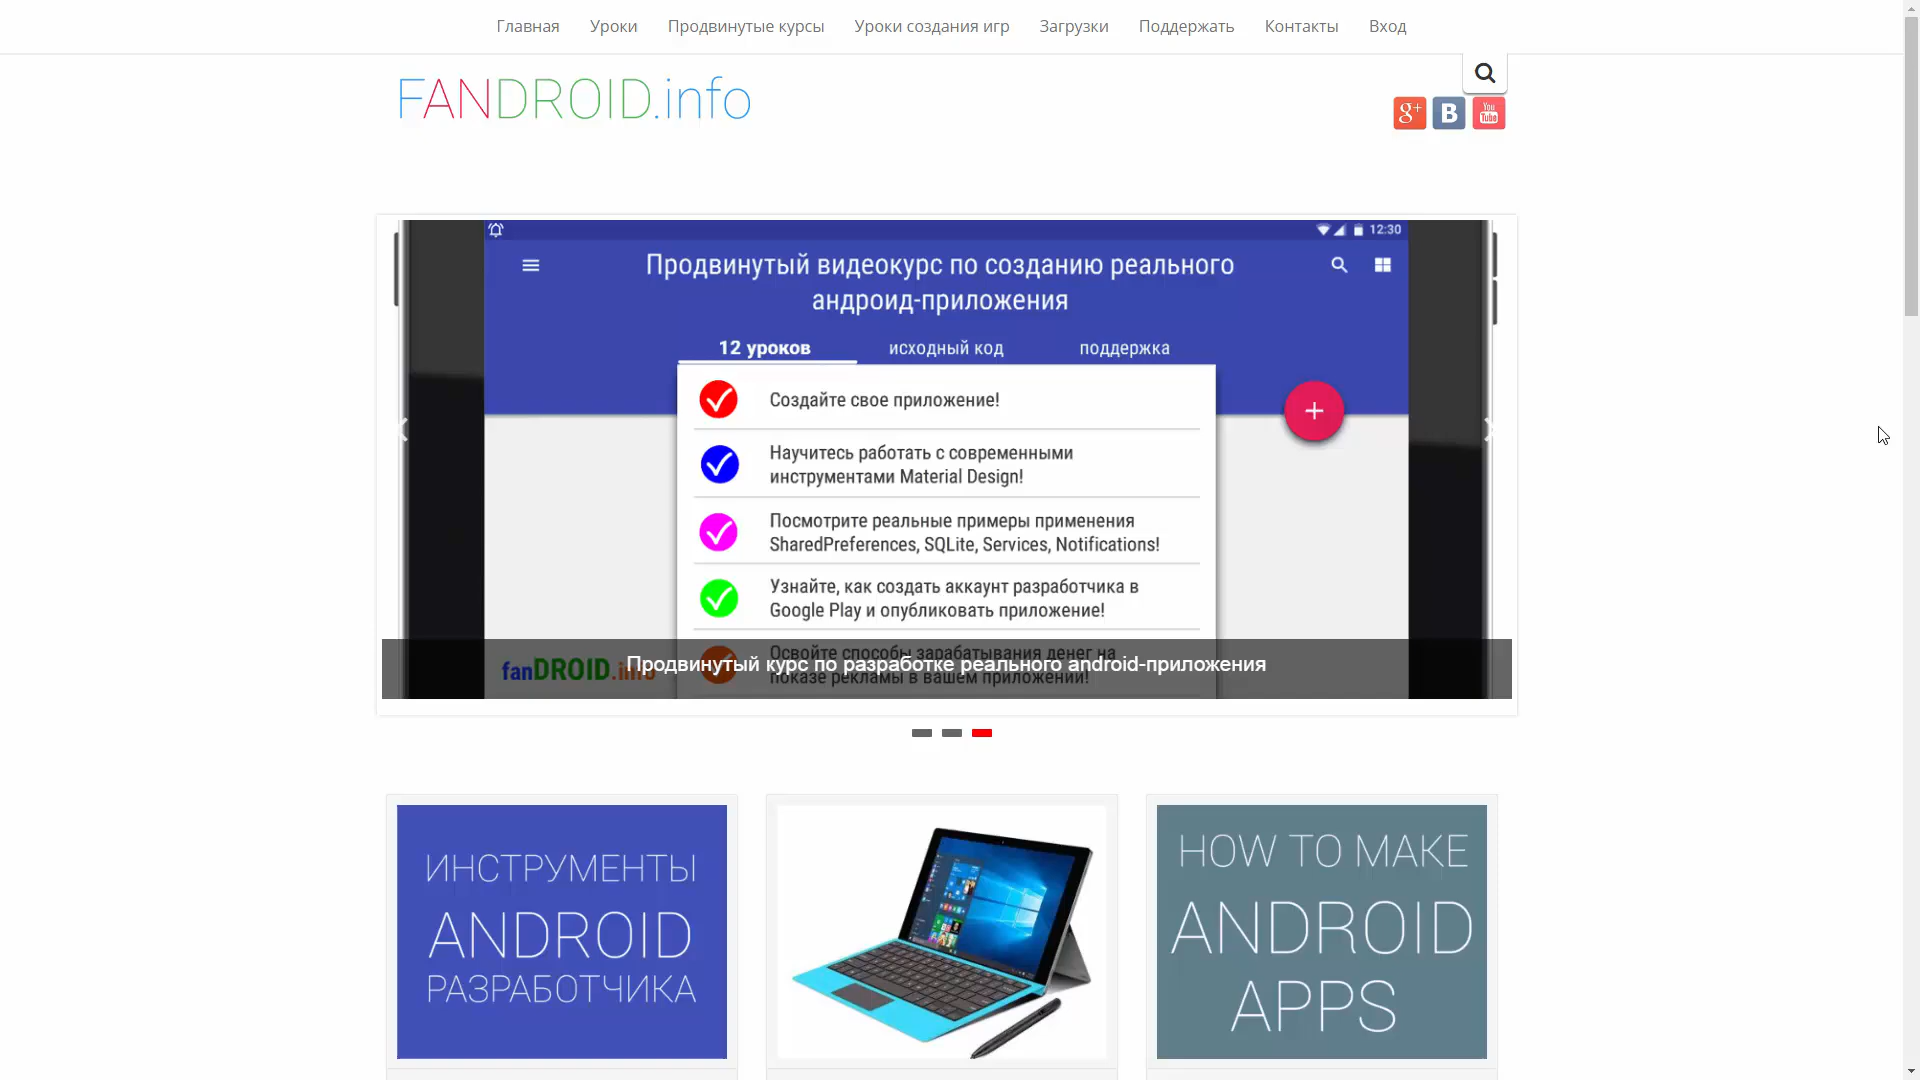 Главная Уроки Продвинутые курсы Уроки создания игр Загрузки Поддержать Контакты Вход
FANDROID.info
g+ B You Tube
12:30
Продвинутый видеокурс по созданию реального
андроид-приложения
12 уроков исходный код поддержка
Создайте свое приложение!
Научитесь работать с современными
инструментами Material Design!
Посмотрите реальные примеры применения
SharedPreferences, SQLite, Services, Notifications!
Узнайте, как создать аккаунт разработчика в
Google Play и опубликовать приложение!
Освойте способы зарабатывания денег на
показе рекламы в вашем приложении!
fanDROID.info
Продвинутый курс по разработке реального android-приложения
ИНСТРУМЕНТЫ
ANDROID
РАЗРАБОТЧИКА
HOW TO MAKE
ANDROID
APPS